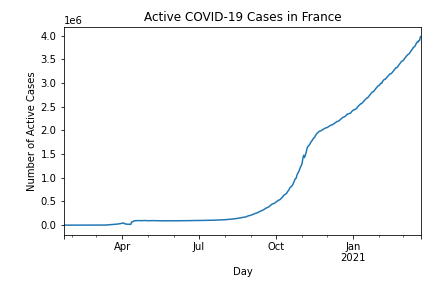 Active COVID-19 Cases in France
1e6
4.0
3.5
3.0
2.5
2.0
1.5
1.0
0.5
0.0
Number of Active Cases
Apr
Jul
Oct
Jan
2021
Day